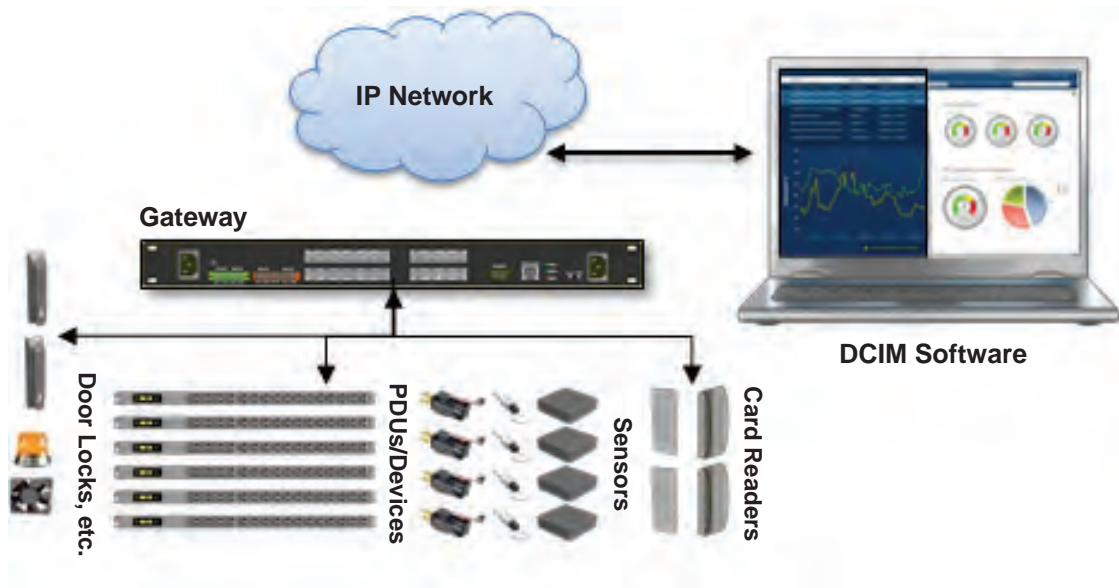 IP Network
Gateway
DCIM Software
Door Locks, etc.
PDUs/Devices
Sensors
Card Readers